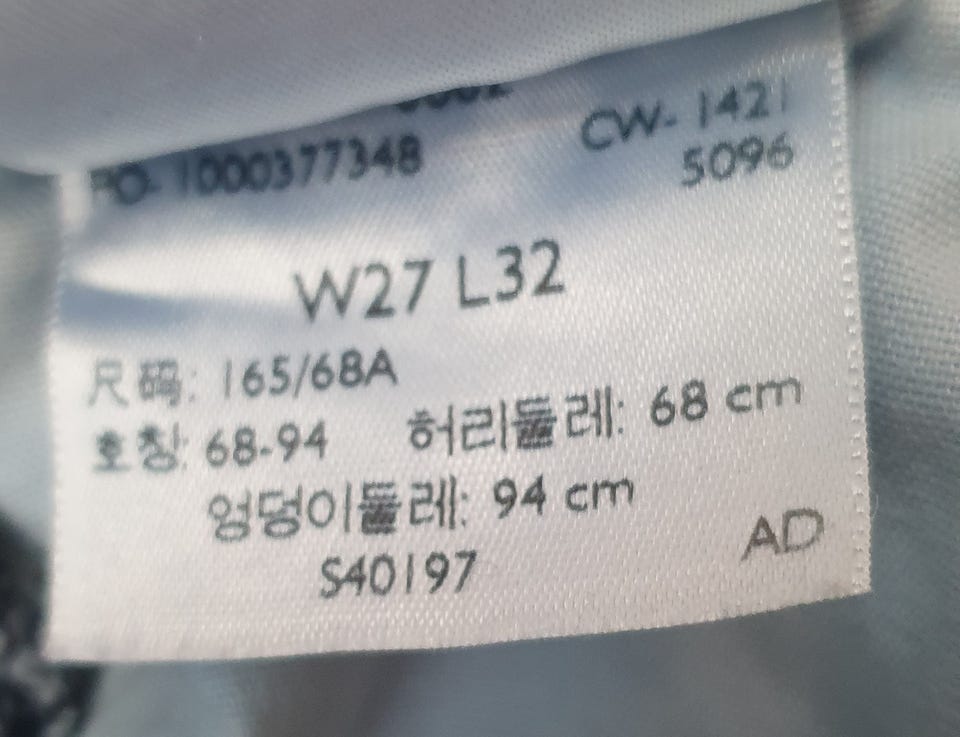 CW- 1421
PO- 1000377348 5096
W27 L32
尺码: 165/68A
호칭: 68-94 허리둘레: 68 cm
엉덩이둘레: 94 cm
S40197 AD